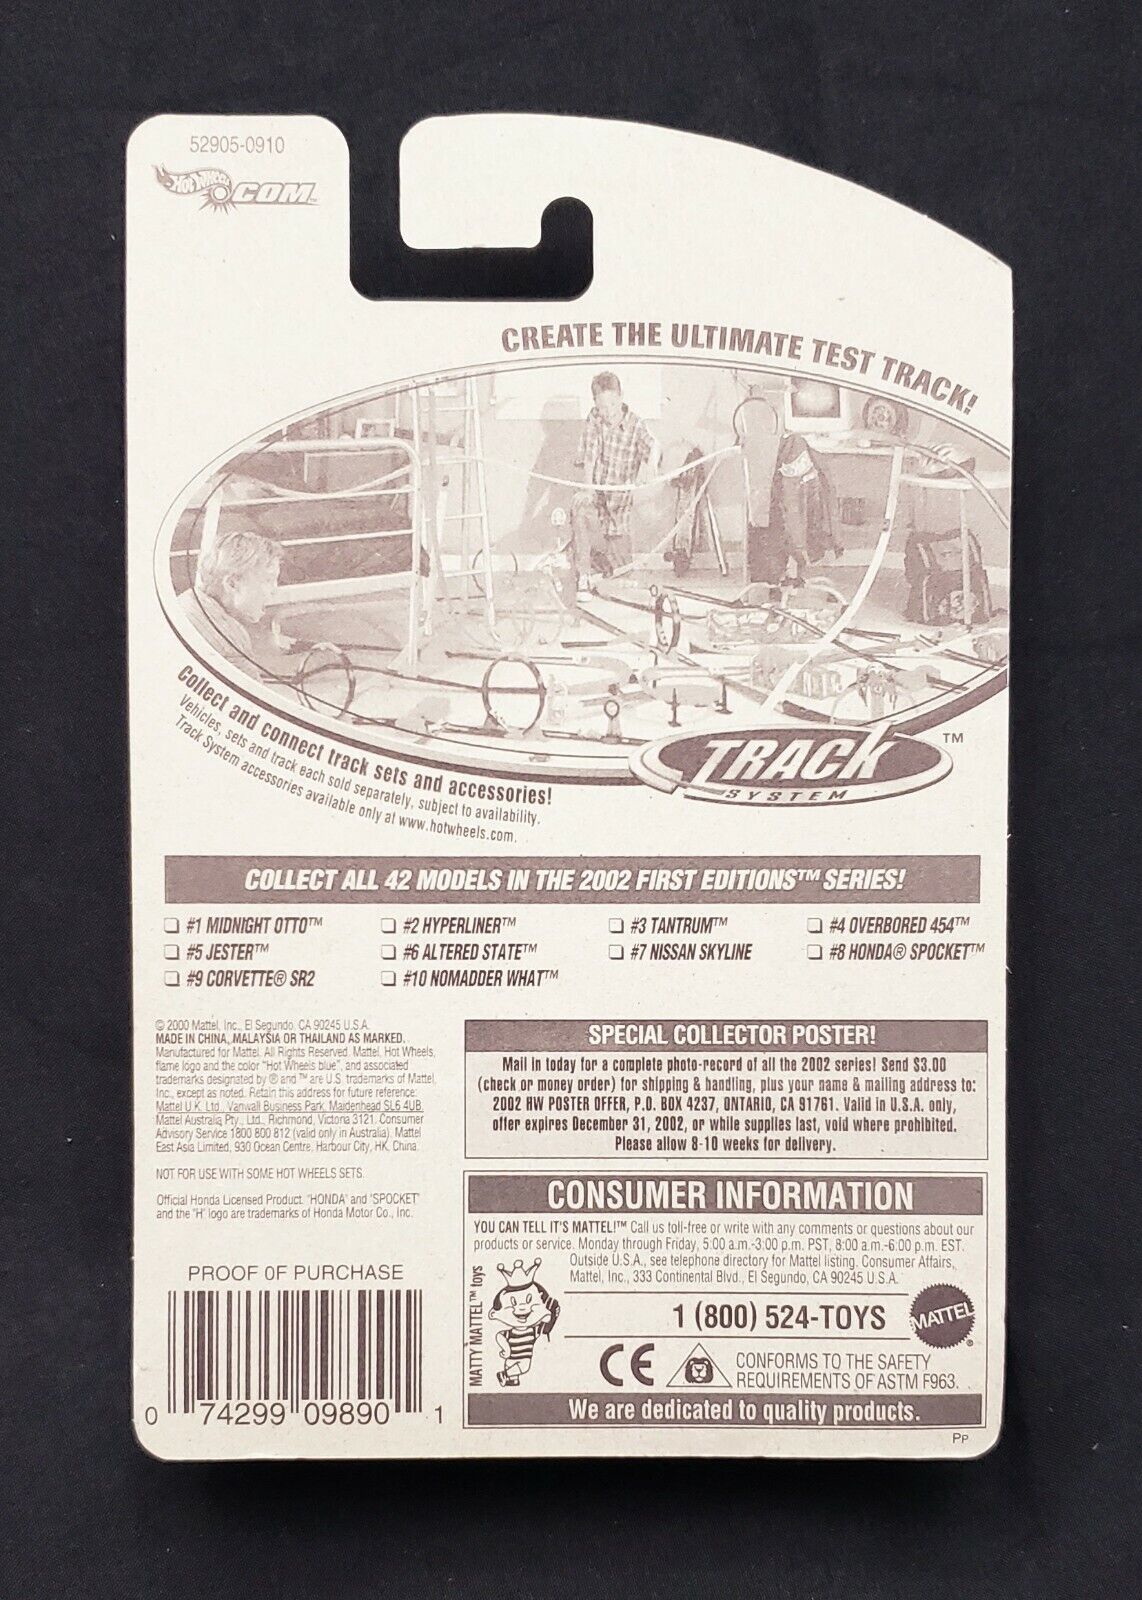 52905-0910
Hot Wheels .COM™
CREATE THE ULTIMATE TEST TRACK!
Collect and connect track sets and accessories!
Vehicles, sets and track each sold separately, subject to availability.
Track System accessories available only at www.hotwheels.com.
TRACK ™
SYSTEM
COLLECT ALL 42 MODELS IN THE 2002 FIRST EDITIONS™ SERIES!
#1 MIDNIGHT OTTO™ #2 HYPERLINER™ #3 TANTRUM™ #4 OVERBORED 454™
#5 JESTER™ #6 ALTERED STATE™ #7 NISSAN SKYLINE #8 HONDA® SPOCKET™
#9 CORVETTE® SR2 #10 NOMADDER WHAT™
© 2000 Mattel, Inc., El Segundo, CA 90245 U.S.A.
MADE IN CHINA, MALAYSIA OR THAILAND AS MARKED.
Manufactured for Mattel. All Rights Reserved. Mattel, Hot Wheels,
flame logo and the color "Hot Wheels blue", and associated
trademarks designated by ® and ™ are U.S. trademarks of Mattel,
Inc., except as noted. Retain this address for future reference:
Mattel U.K. Ltd., Vanwall Business Park, Maidenhead SL6 4UB.
Mattel Australia Pty., Ltd., Richmond, Victoria 3121. Consumer
Advisory Service 1800 800 812 (valid only in Australia). Mattel
East Asia Limited, 930 Ocean Centre, Harbour City, HK, China.
NOT FOR USE WITH SOME HOT WHEELS SETS.
Official Honda Licensed Product. 'HONDA' and 'SPOCKET'
and the 'H' logo are trademarks of Honda Motor Co., Inc.
PROOF OF PURCHASE
0 74299 09890 1
SPECIAL COLLECTOR POSTER!
Mail in today for a complete photo-record of all the 2002 series! Send $3.00
(check or money order) for shipping & handling, plus your name & mailing address to:
2002 HW POSTER OFFER, P.O. BOX 4237, ONTARIO, CA 91761. Valid in U.S.A. only,
offer expires December 31, 2002, or while supplies last, void where prohibited.
Please allow 8-10 weeks for delivery.
CONSUMER INFORMATION
YOU CAN TELL IT'S MATTEL!™ Call us toll-free or write with any comments or questions about our
products or service. Monday through Friday, 5:00 a.m.-3:00 p.m. PST, 8:00 a.m.-6:00 p.m. EST.
Outside U.S.A., see telephone directory for Mattel listing. Consumer Affairs,
Mattel, Inc., 333 Continental Blvd., El Segundo, CA 90245 U.S.A.
MATTY MATTEL™ toys
1 (800) 524-TOYS
MATTEL ®
CE
CONFORMS TO THE SAFETY
REQUIREMENTS OF ASTM F963.
We are dedicated to quality products.
PP